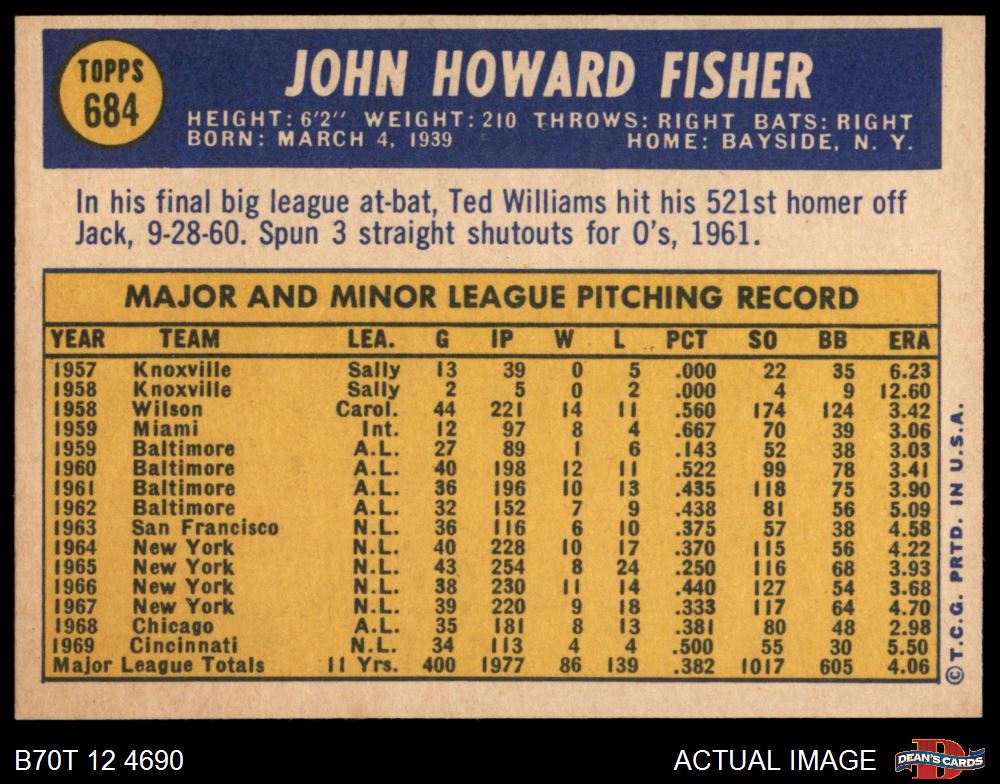 TOPPS
684
JOHN HOWARD FISHER
HEIGHT: 6'2" WEIGHT: 210 THROWS: RIGHT BATS: RIGHT
BORN: MARCH 4, 1939 HOME: BAYSIDE, N. Y.
In his final big league at-bat, Ted Williams hit his 521st homer off
Jack, 9-28-60. Spun 3 straight shutouts for O's, 1961.
MAJOR AND MINOR LEAGUE PITCHING RECORD
YEAR TEAM LEA. G IP W L PCT SO BB ERA
1957 Knoxville Sally 13 39 0 5 .000 22 35 6.23
1958 Knoxville Sally 2 5 0 2 .000 4 9 12.60
1958 Wilson Carol. 44 221 14 11 .560 174 124 3.42
1959 Miami Int. 12 97 8 4 .667 70 39 3.06
1959 Baltimore A.L. 27 89 1 6 .143 52 38 3.03
1960 Baltimore A.L. 40 198 12 11 .522 99 78 3.41
1961 Baltimore A.L. 36 196 10 13 .435 118 75 3.90
1962 Baltimore A.L. 32 152 7 9 .438 81 56 5.09
1963 San Francisco N.L. 36 116 6 10 .375 57 38 4.58
1964 New York N.L. 40 228 10 17 .370 115 56 4.22
1965 New York N.L. 43 254 8 24 .250 116 68 3.93
1966 New York N.L. 38 230 11 14 .440 127 54 3.68
1967 New York N.L. 39 220 9 18 .333 117 64 4.70
1968 Chicago A.L. 35 181 8 13 .381 80 48 2.98
1969 Cincinnati N.L. 34 113 4 4 .500 55 30 5.50
Major League Totals 11 Yrs. 400 1977 86 139 .382 1017 605 4.06
© T.C.G. PRTD. IN U.S.A.
B70T 12 4690
ACTUAL IMAGE
DEAN'S CARDS